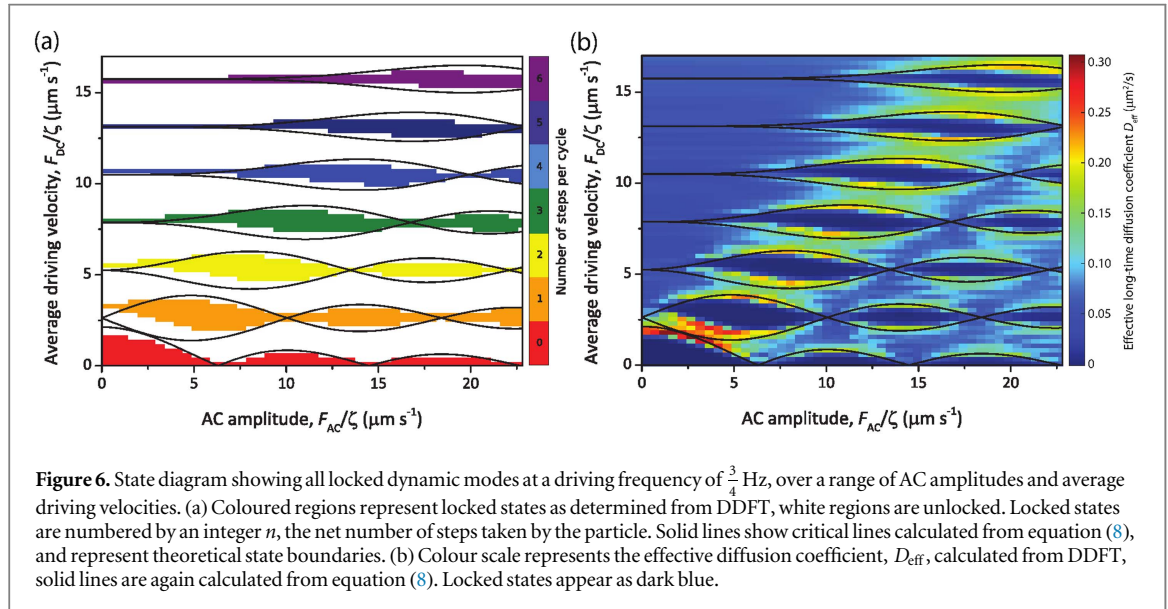 (a)
Average driving velocity, F_DC/ζ (μm s⁻¹)
15
10
5
0
0 5 10 15 20
AC amplitude, F_AC/ζ (μm s⁻¹)
6
5
4
3
2
1
0
Number of steps per cycle
(b)
Average driving velocity, F_DC/ζ (μm s⁻¹)
15
10
5
0
0 5 10 15 20
AC amplitude, F_AC/ζ (μm s⁻¹)
0.30
0.25
0.20
0.15
0.10
0.05
0
Effective long-time diffusion coefficient D_eff (μm²/s)
Figure 6. State diagram showing all locked dynamic modes at a driving frequency of 3/4 Hz, over a range of AC amplitudes and average
driving velocities. (a) Coloured regions represent locked states as determined from DDFT, white regions are unlocked. Locked states
are numbered by an integer n, the net number of steps taken by the particle. Solid lines show critical lines calculated from equation (8),
and represent theoretical state boundaries. (b) Colour scale represents the effective diffusion coefficient, D_eff, calculated from DDFT,
solid lines are again calculated from equation (8). Locked states appear as dark blue.